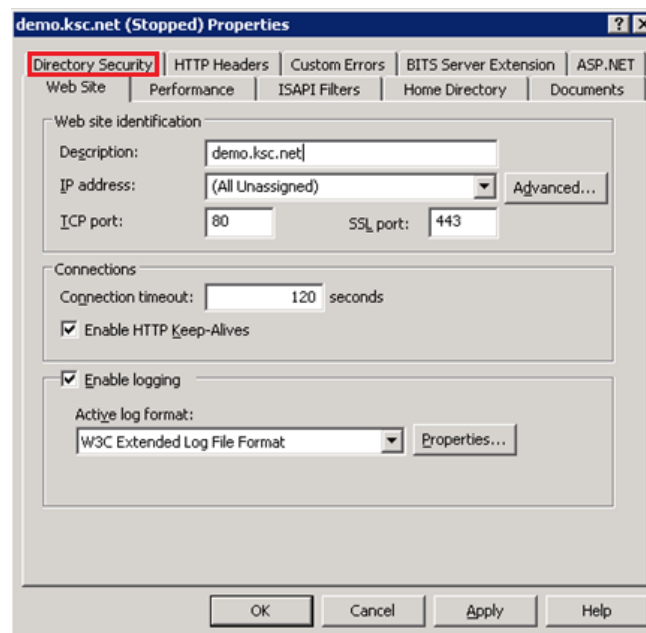 demo.ksc.net (Stopped) Properties
Directory Security HTTP Headers Custom Errors BITS Server Extension ASP.NET
Web Site Performance ISAPI Filters Home Directory Documents
Web site identification
Description: demo.ksc.net
IP address: (All Unassigned) Advanced...
TCP port: 80 SSL port: 443
Connections
Connection timeout: 120 seconds
Enable HTTP Keep-Alives
Enable logging
Active log format:
W3C Extended Log File Format Properties...
OK Cancel Apply Help